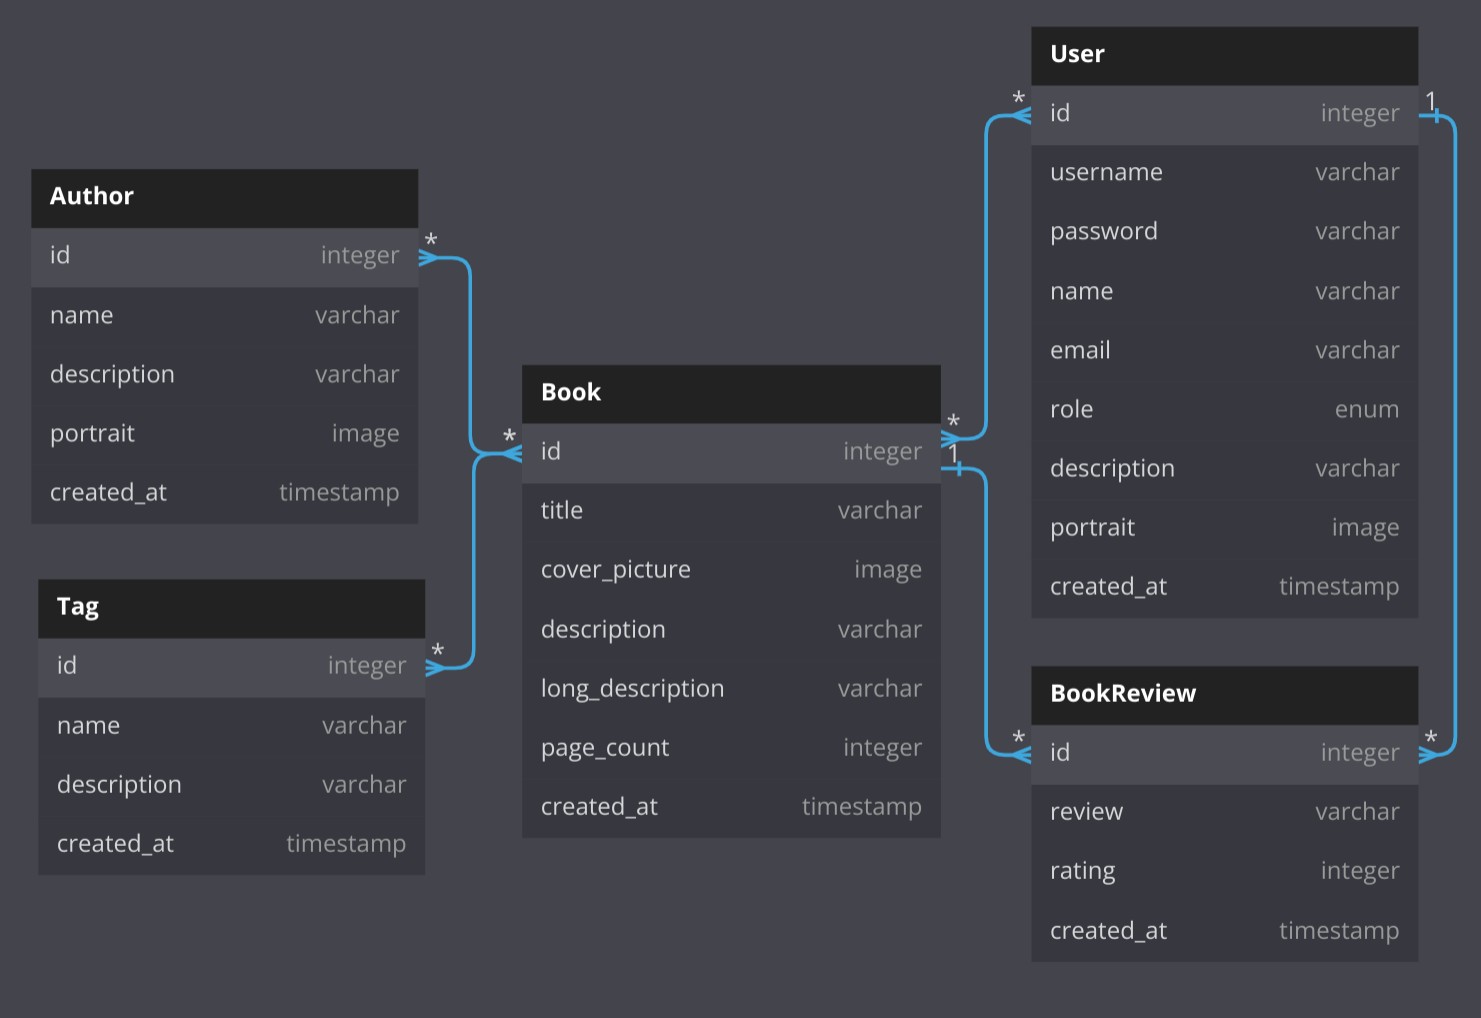 Author
id integer
name varchar
description varchar
portrait image
created_at timestamp
*
Tag
id integer
name varchar
description varchar
created_at timestamp
*
*
Book
id integer
title varchar
cover_picture image
description varchar
long_description varchar
page_count integer
created_at timestamp
*
1
*
User
id integer
username varchar
password varchar
name varchar
email varchar
role enum
description varchar
portrait image
created_at timestamp
1
*
BookReview
id integer
review varchar
rating integer
created_at timestamp
*